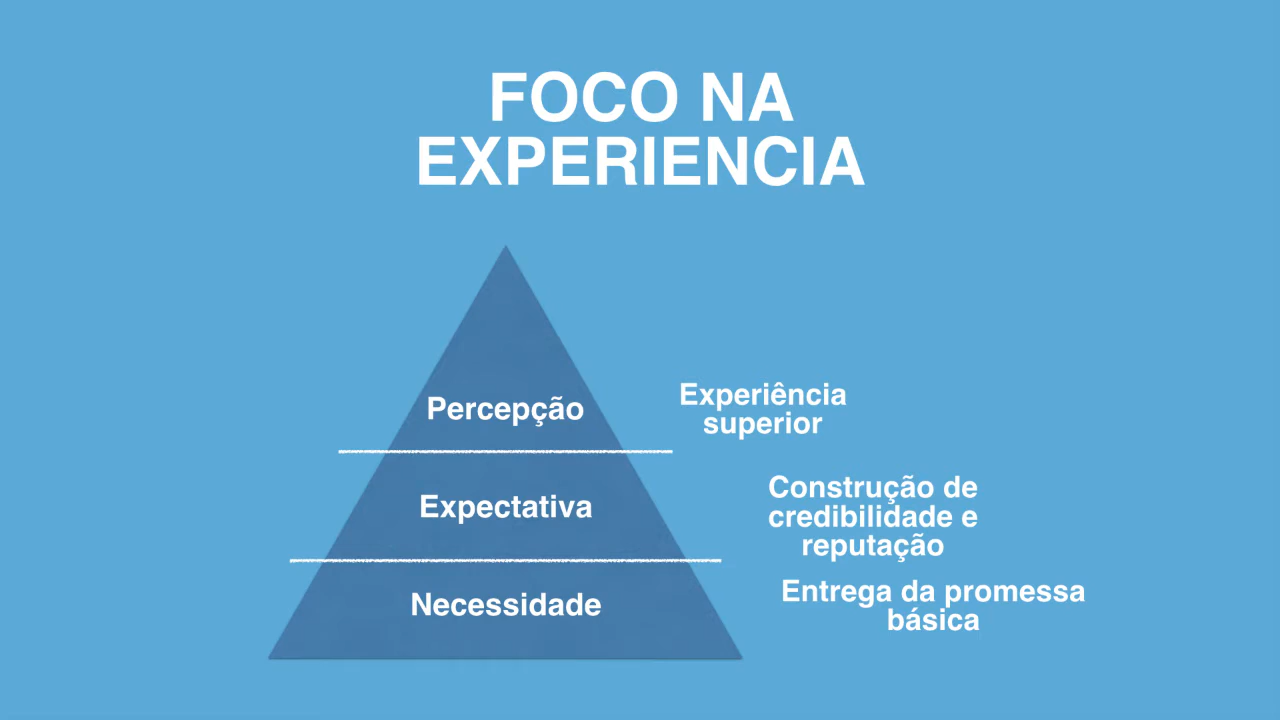 FOCO NA
EXPERIENCIA
Percepção
Experiência
superior
Expectativa
Construção de
credibilidade e
reputação
Necessidade
Entrega da promessa
básica